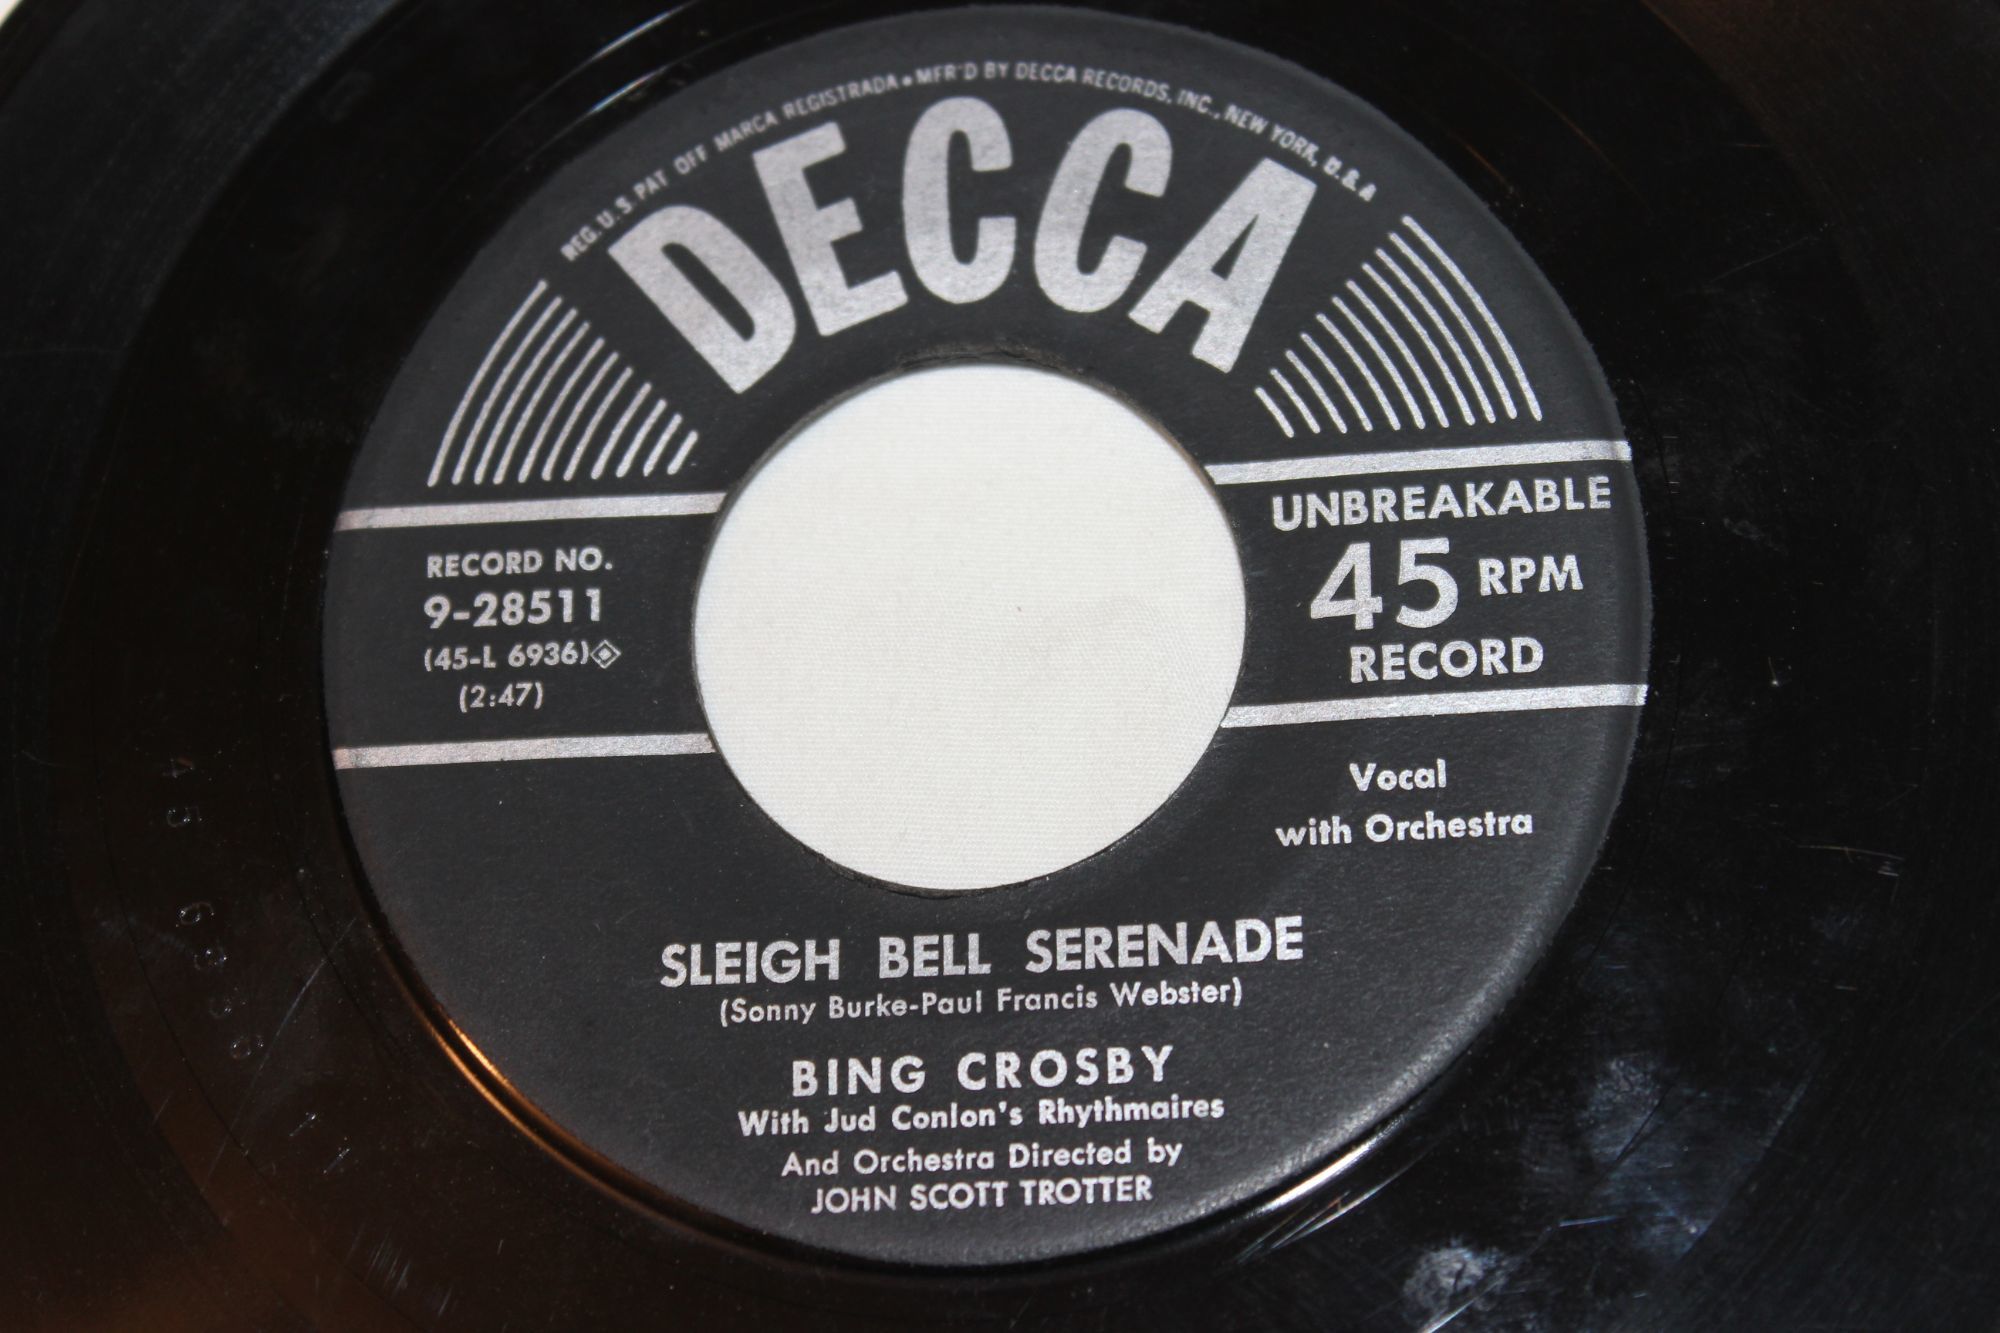 REG. U.S. PAT OFF MARCA REGISTRADA • MFR'D BY DECCA RECORDS, INC., NEW YORK, U.S.A
DECCA
RECORD NO.
9-28511
(45-L 6936)
(2:47)
UNBREAKABLE
45 RPM
RECORD
Vocal
with Orchestra
SLEIGH BELL SERENADE
(Sonny Burke-Paul Francis Webster)
BING CROSBY
With Jud Conlon's Rhythmaires
And Orchestra Directed by
JOHN SCOTT TROTTER